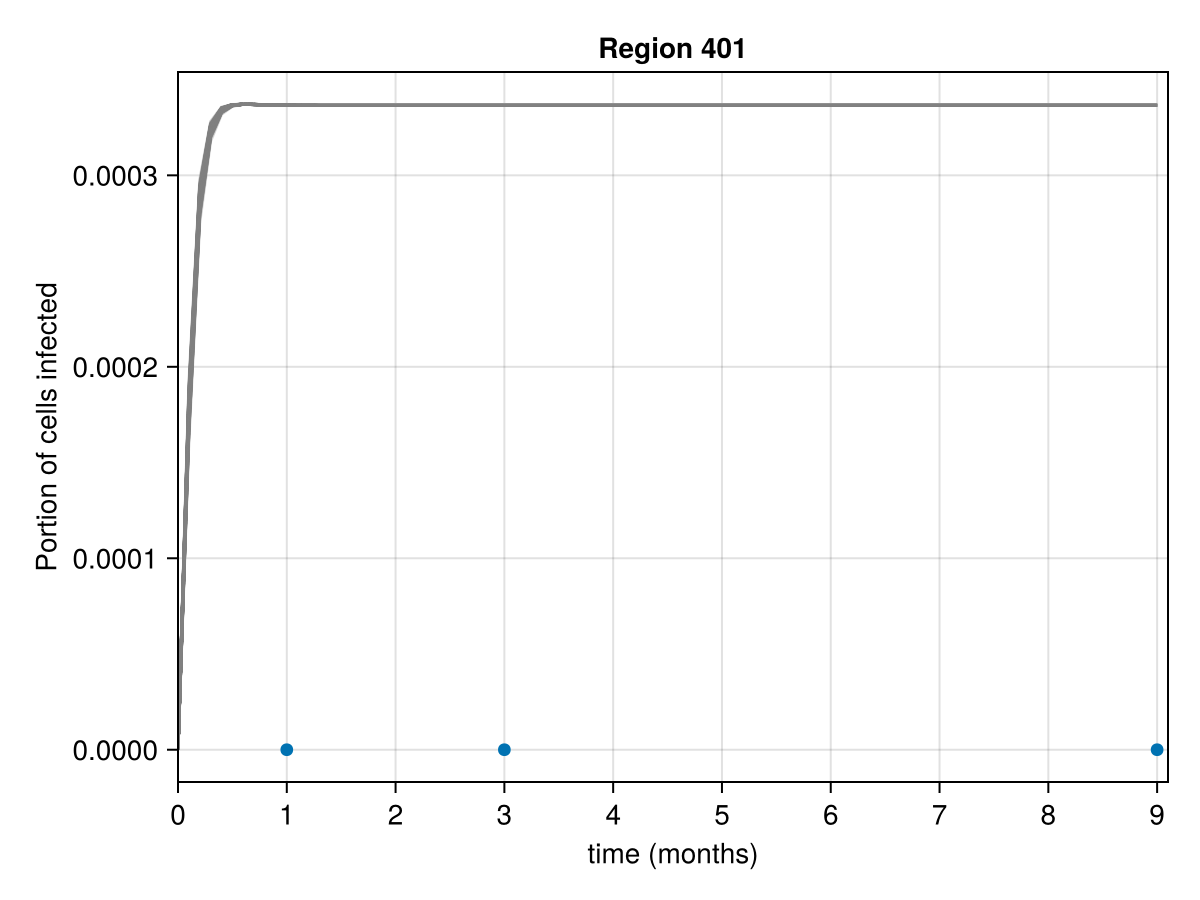 Region 401
Portion of cells infected
0.0003
0.0002
0.0001
0.0000
0 1 2 3 4 5 6 7 8 9
time (months)